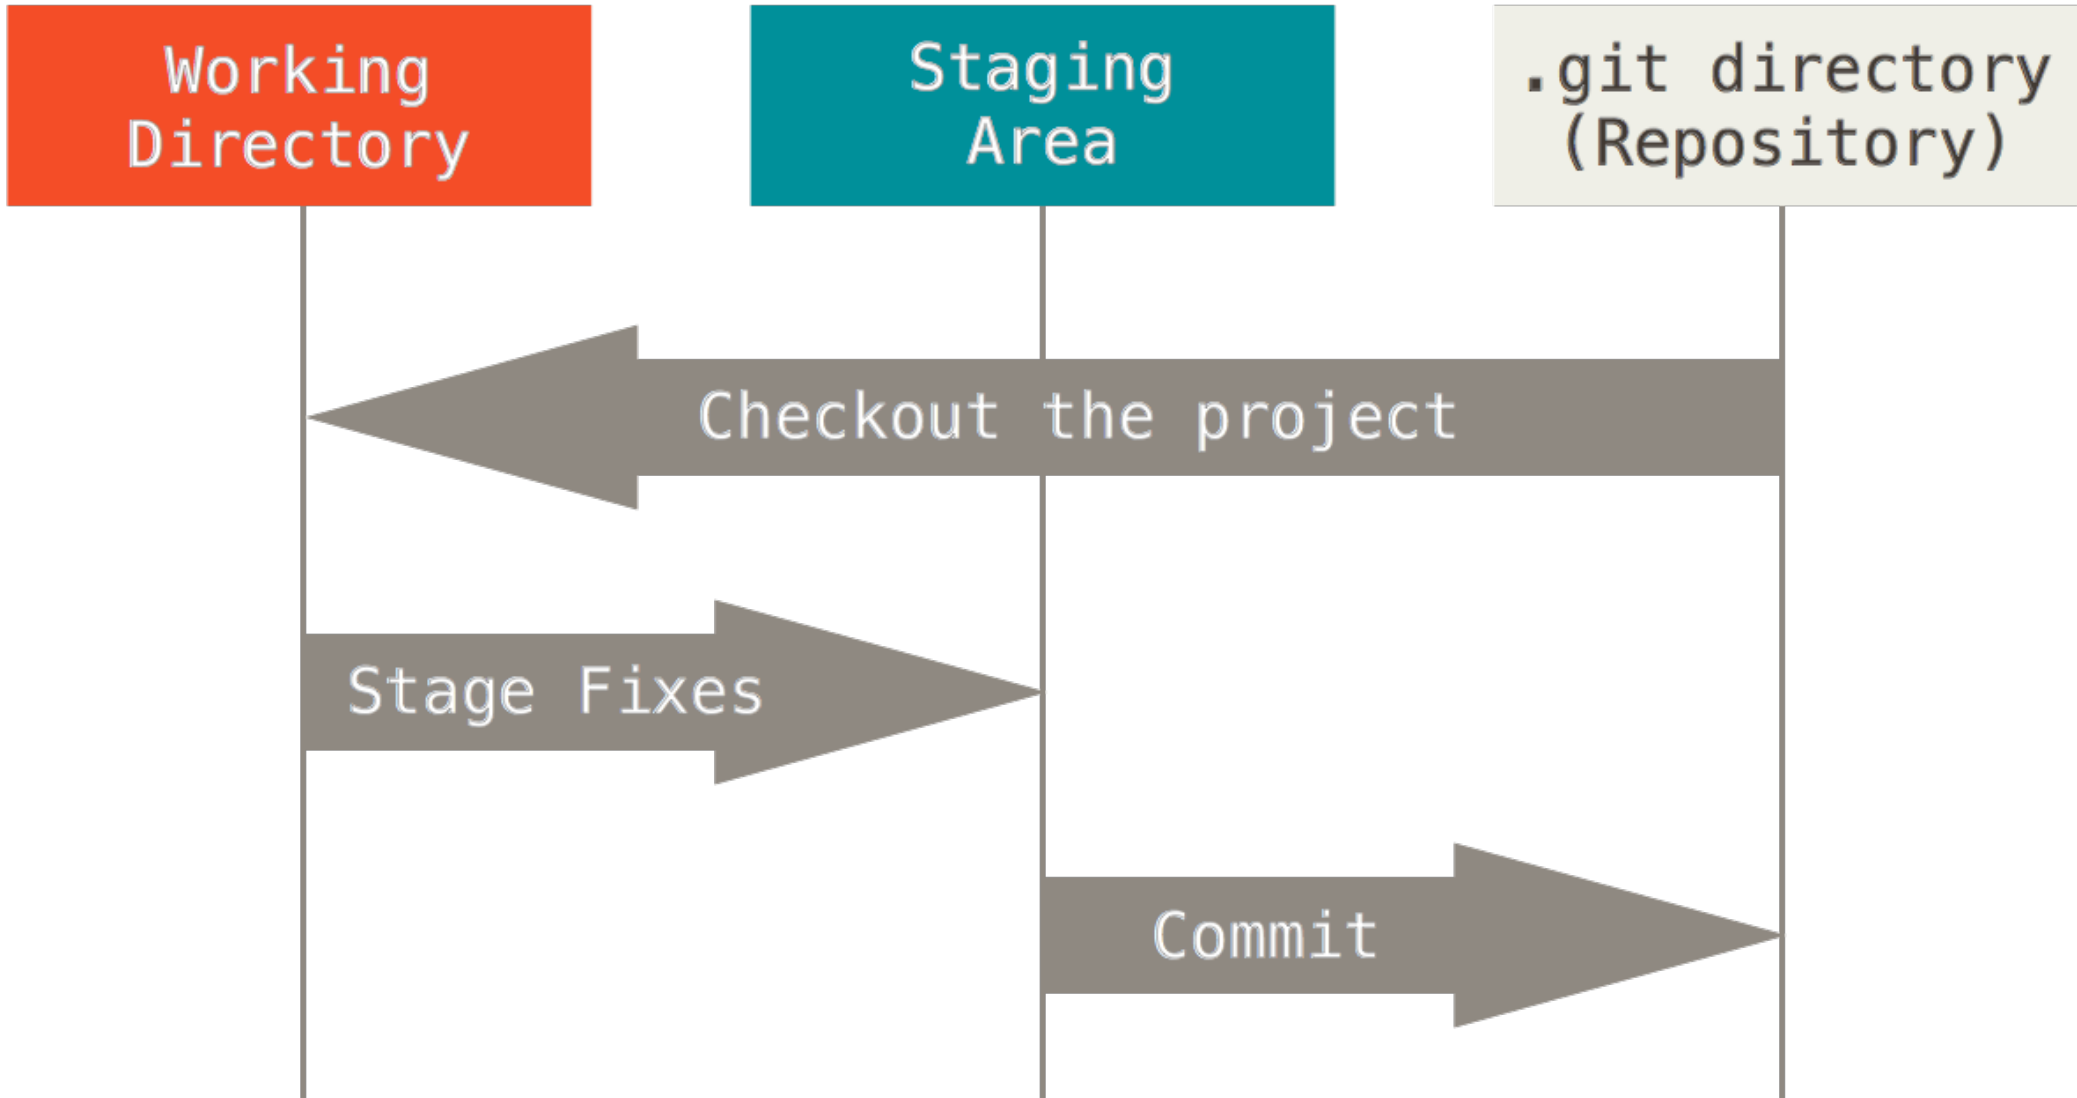 Working
Directory
Staging
Area
.git directory
(Repository)
Checkout the project
Stage Fixes
Commit